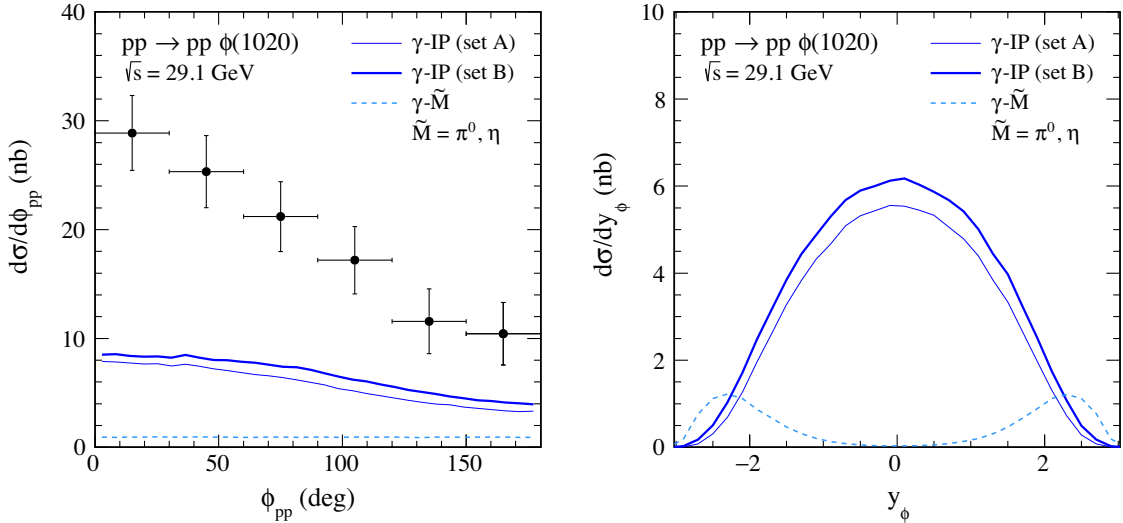 pp → pp ϕ(1020)
√s = 29.1 GeV
γ-IP (set A)
γ-IP (set B)
γ-M̃
M̃ = π⁰, η
dσ/dϕ_pp (nb)
40
30
20
10
0
0 50 100 150
ϕ_pp (deg)
pp → pp ϕ(1020)
√s = 29.1 GeV
γ-IP (set A)
γ-IP (set B)
γ-M̃
M̃ = π⁰, η
dσ/dy_ϕ (nb)
10
8
6
4
2
0
−2 0 2
y_ϕ